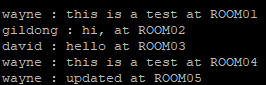 wayne : this is a test at ROOM01
gildong : hi, at ROOM02
david : hello at ROOM03
wayne : this is a test at ROOM04
wayne : updated at ROOM05